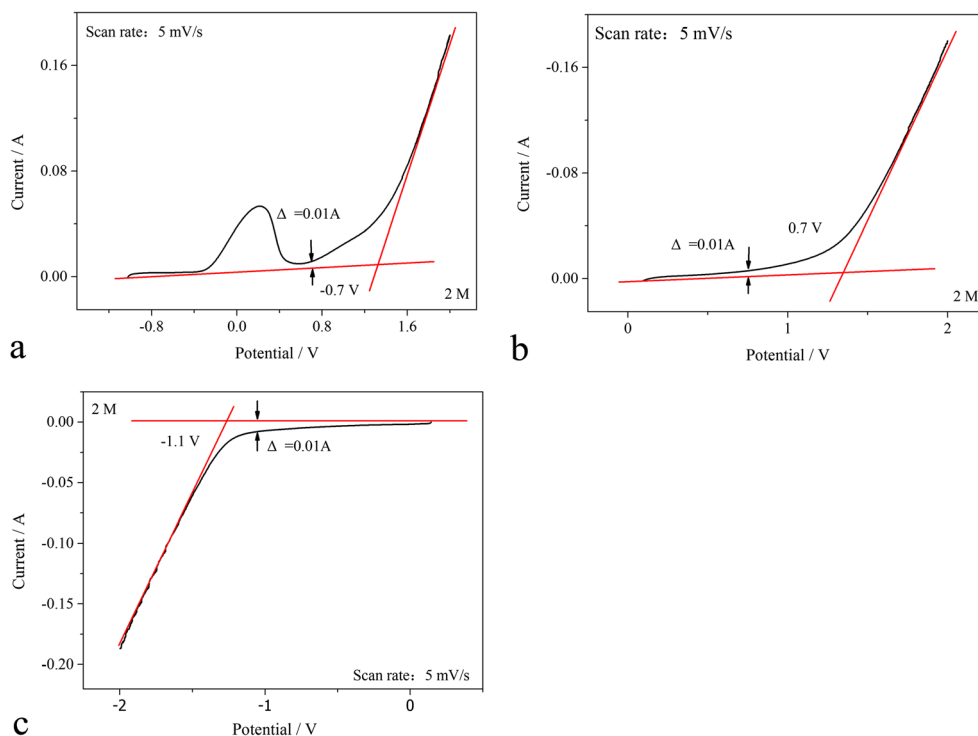 Scan rate: 5 mV/s
0.16
0.08
0.00
Current / A
Δ =0.01A
-0.7 V
2 M
-0.8
0.0
0.8
1.6
Potential / V
a
Scan rate: 5 mV/s
-0.16
-0.08
-0.00
Current / A
0.7 V
Δ =0.01A
2 M
0
1
2
Potential / V
b
2 M
0.00
-0.05
-0.10
-0.15
-0.20
Current / A
-1.1 V
Δ =0.01A
Scan rate: 5 mV/s
-2
-1
0
Potential / V
c